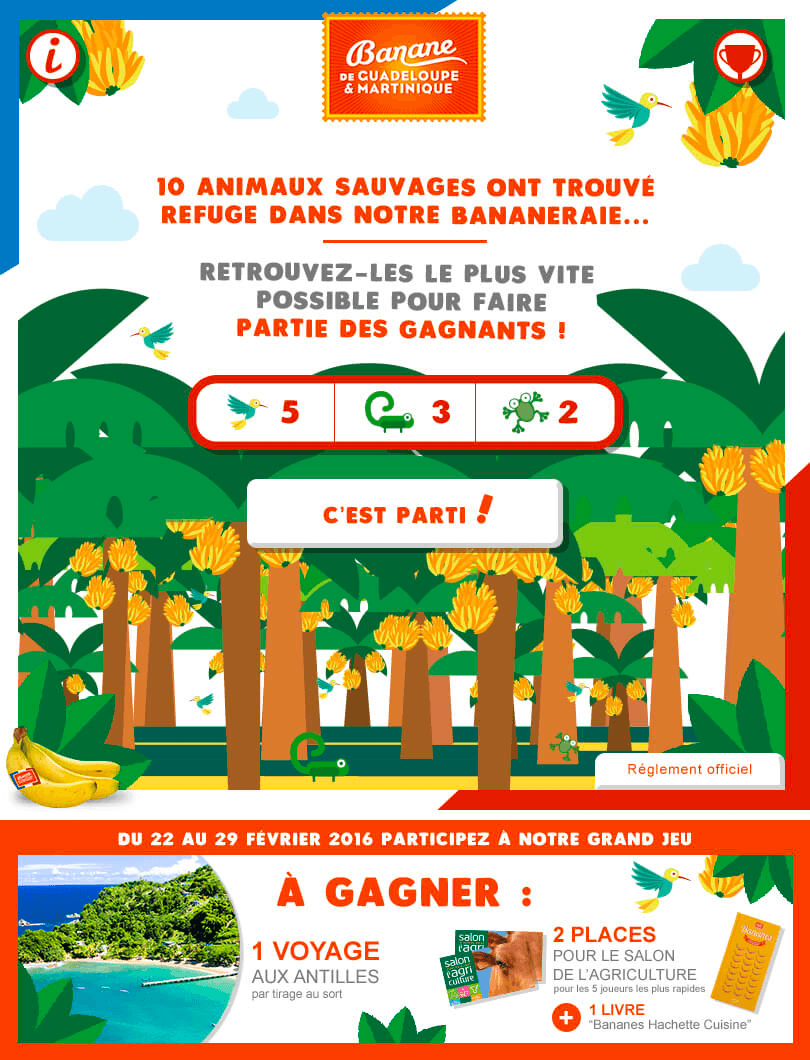 i
Banane
DE GUADELOUPE
& MARTINIQUE
10 ANIMAUX SAUVAGES ONT TROUVÉ
REFUGE DANS NOTRE BANANERAIE...
RETROUVEZ-LES LE PLUS VITE
POSSIBLE POUR FAIRE
PARTIE DES GAGNANTS !
5 3 2
C'EST PARTI !
Réglement officiel
DU 22 AU 29 FÉVRIER 2016 PARTICIPEZ À NOTRE GRAND JEU
À GAGNER :
1 VOYAGE
AUX ANTILLES
par tirage au sort
salon
l'agri
salon
l'agri
culture
2 PLACES
POUR LE SALON
DE L'AGRICULTURE
pour les 5 joueurs les plus rapides
+ 1 LIVRE
“Bananes Hachette Cuisine”
Bananes